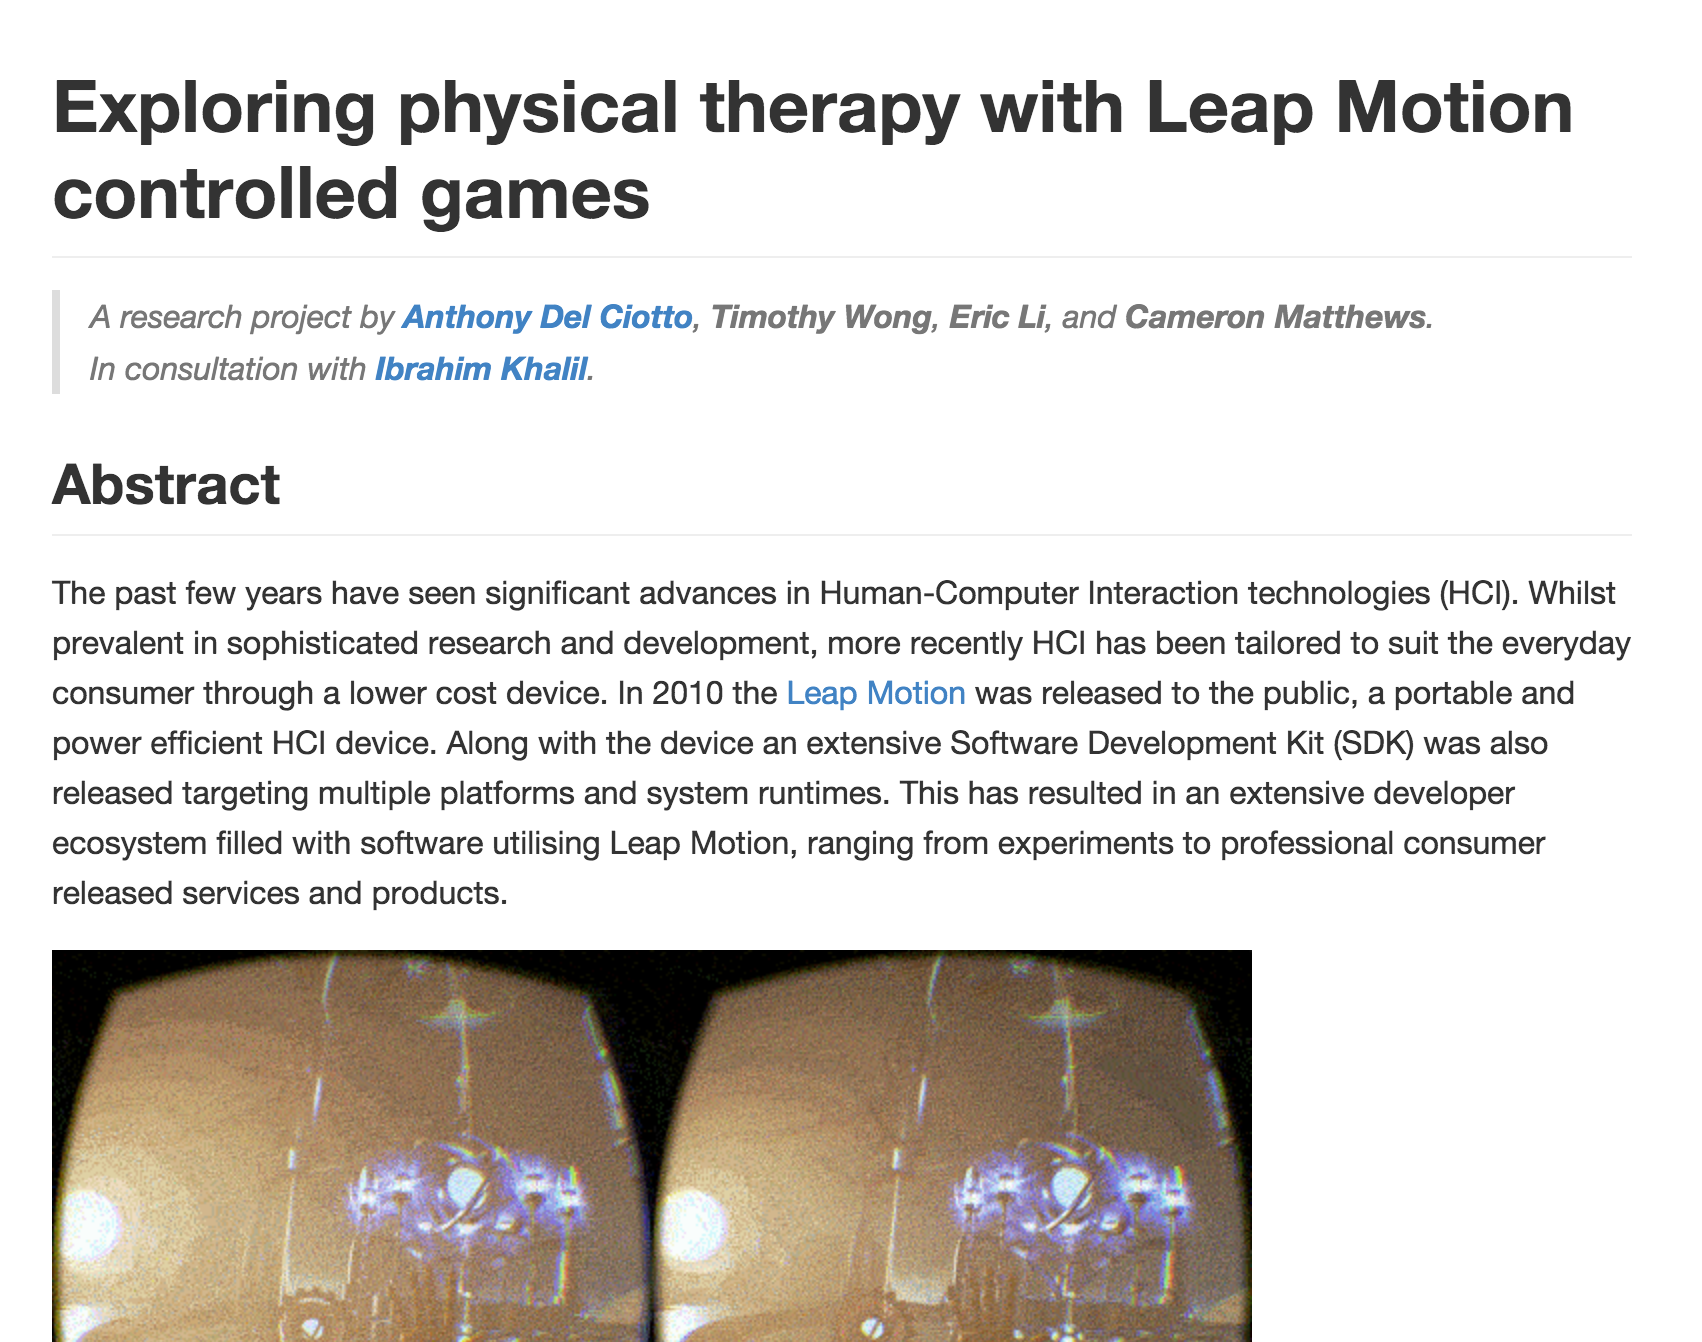 Exploring physical therapy with Leap Motion
controlled games
A research project by Anthony Del Ciotto, Timothy Wong, Eric Li, and Cameron Matthews.
In consultation with Ibrahim Khalil.
Abstract
The past few years have seen significant advances in Human-Computer Interaction technologies (HCI). Whilst
prevalent in sophisticated research and development, more recently HCI has been tailored to suit the everyday
consumer through a lower cost device. In 2010 the Leap Motion was released to the public, a portable and
power efficient HCI device. Along with the device an extensive Software Development Kit (SDK) was also
released targeting multiple platforms and system runtimes. This has resulted in an extensive developer
ecosystem filled with software utilising Leap Motion, ranging from experiments to professional consumer
released services and products.